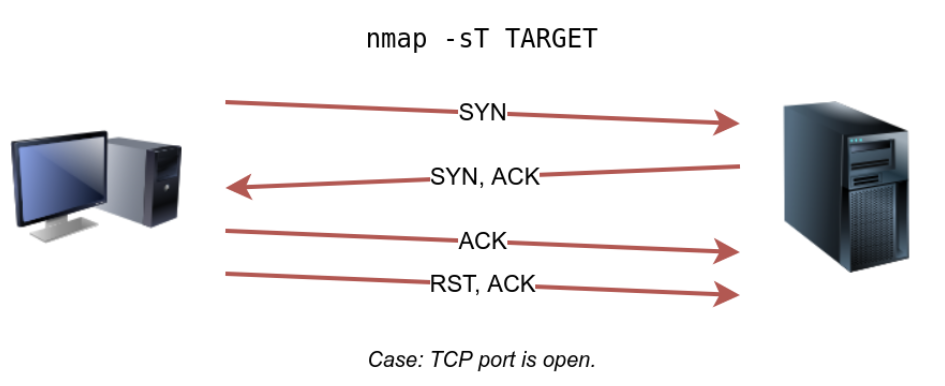 nmap -sT TARGET
SYN
SYN, ACK
ACK
RST, ACK
Case: TCP port is open.